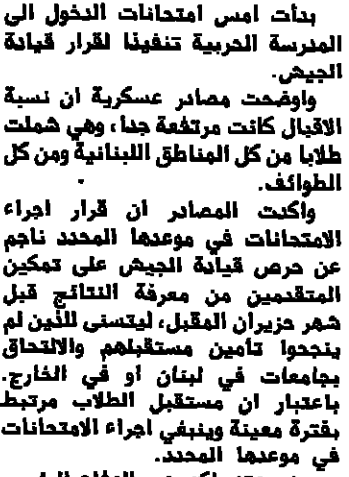 بدأت امس امتحانات الدخول الى
المدرسة الحربية تنفيذا لقرار قيادة
الجيش.
واوضحت مصادر عسكرية ان نسبة
الاقبال كانت مرتفعة جدا، وهي شملت
طلابا من كل المناطق اللبنانية ومن كل
الطوائف.
واكدت المصادر ان قرار اجراء
الامتحانات في موعدها المحدد ناجم
عن حرص قيادة الجيش على تمكين
المتقدمين من معرفة النتائج قبل
شهر حزيران المقبل، ليتسنى للذين لم
ينجحوا تأمين مستقبلهم والالتحاق
بجامعات في لبنان او في الخارج.
باعتبار ان مستقبل الطلاب مرتبط
بفترة معينة وينبغي اجراء الامتحانات
في موعدها المحدد.